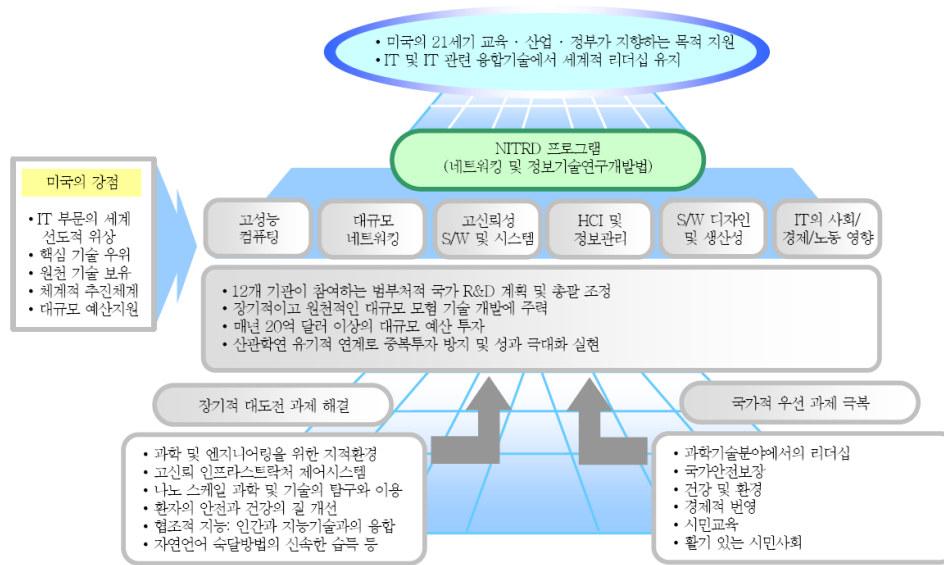 • 미국의 21세기 교육 · 산업 · 정부가 지향하는 목적 지원
• IT 및 IT 관련 융합기술에서 세계적 리더십 유지
NITRD 프로그램
(네트워킹 및 정보기술연구개발법)
미국의 강점
• IT 부문의 세계
선도적 위상
• 핵심 기술 우위
• 원천 기술 보유
• 체계적 추진체계
• 대규모 예산지원
고성능
컴퓨팅
대규모
네트워킹
고신뢰성
S/W 및 시스템
HCI 및
정보관리
S/W 디자인
및 생산성
IT의 사회/
경제/노동 영향
• 12개 기관이 참여하는 범부처적 국가 R&D 계획 및 총괄 조정
• 장기적이고 원천적인 대규모 모험 기술 개발에 주력
• 매년 20억 달러 이상의 대규모 예산 투자
• 산관학연 유기적 연계로 중복투자 방지 및 성과 극대화 실현
장기적 대도전 과제 해결
• 과학 및 엔지니어링을 위한 지적환경
• 고신뢰 인프라스트락처 제어시스템
• 나노 스케일 과학 및 기술의 탐구와 이용
• 환자의 안전과 건강의 질 개선
• 협조적 지능: 인간과 지능기술과의 융합
• 자연언어 숙달방법의 신속한 습득 등
국가적 우선 과제 극복
• 과학기술분야에서의 리더십
• 국가안전보장
• 건강 및 환경
• 경제적 번영
• 시민교육
• 활기 있는 시민사회